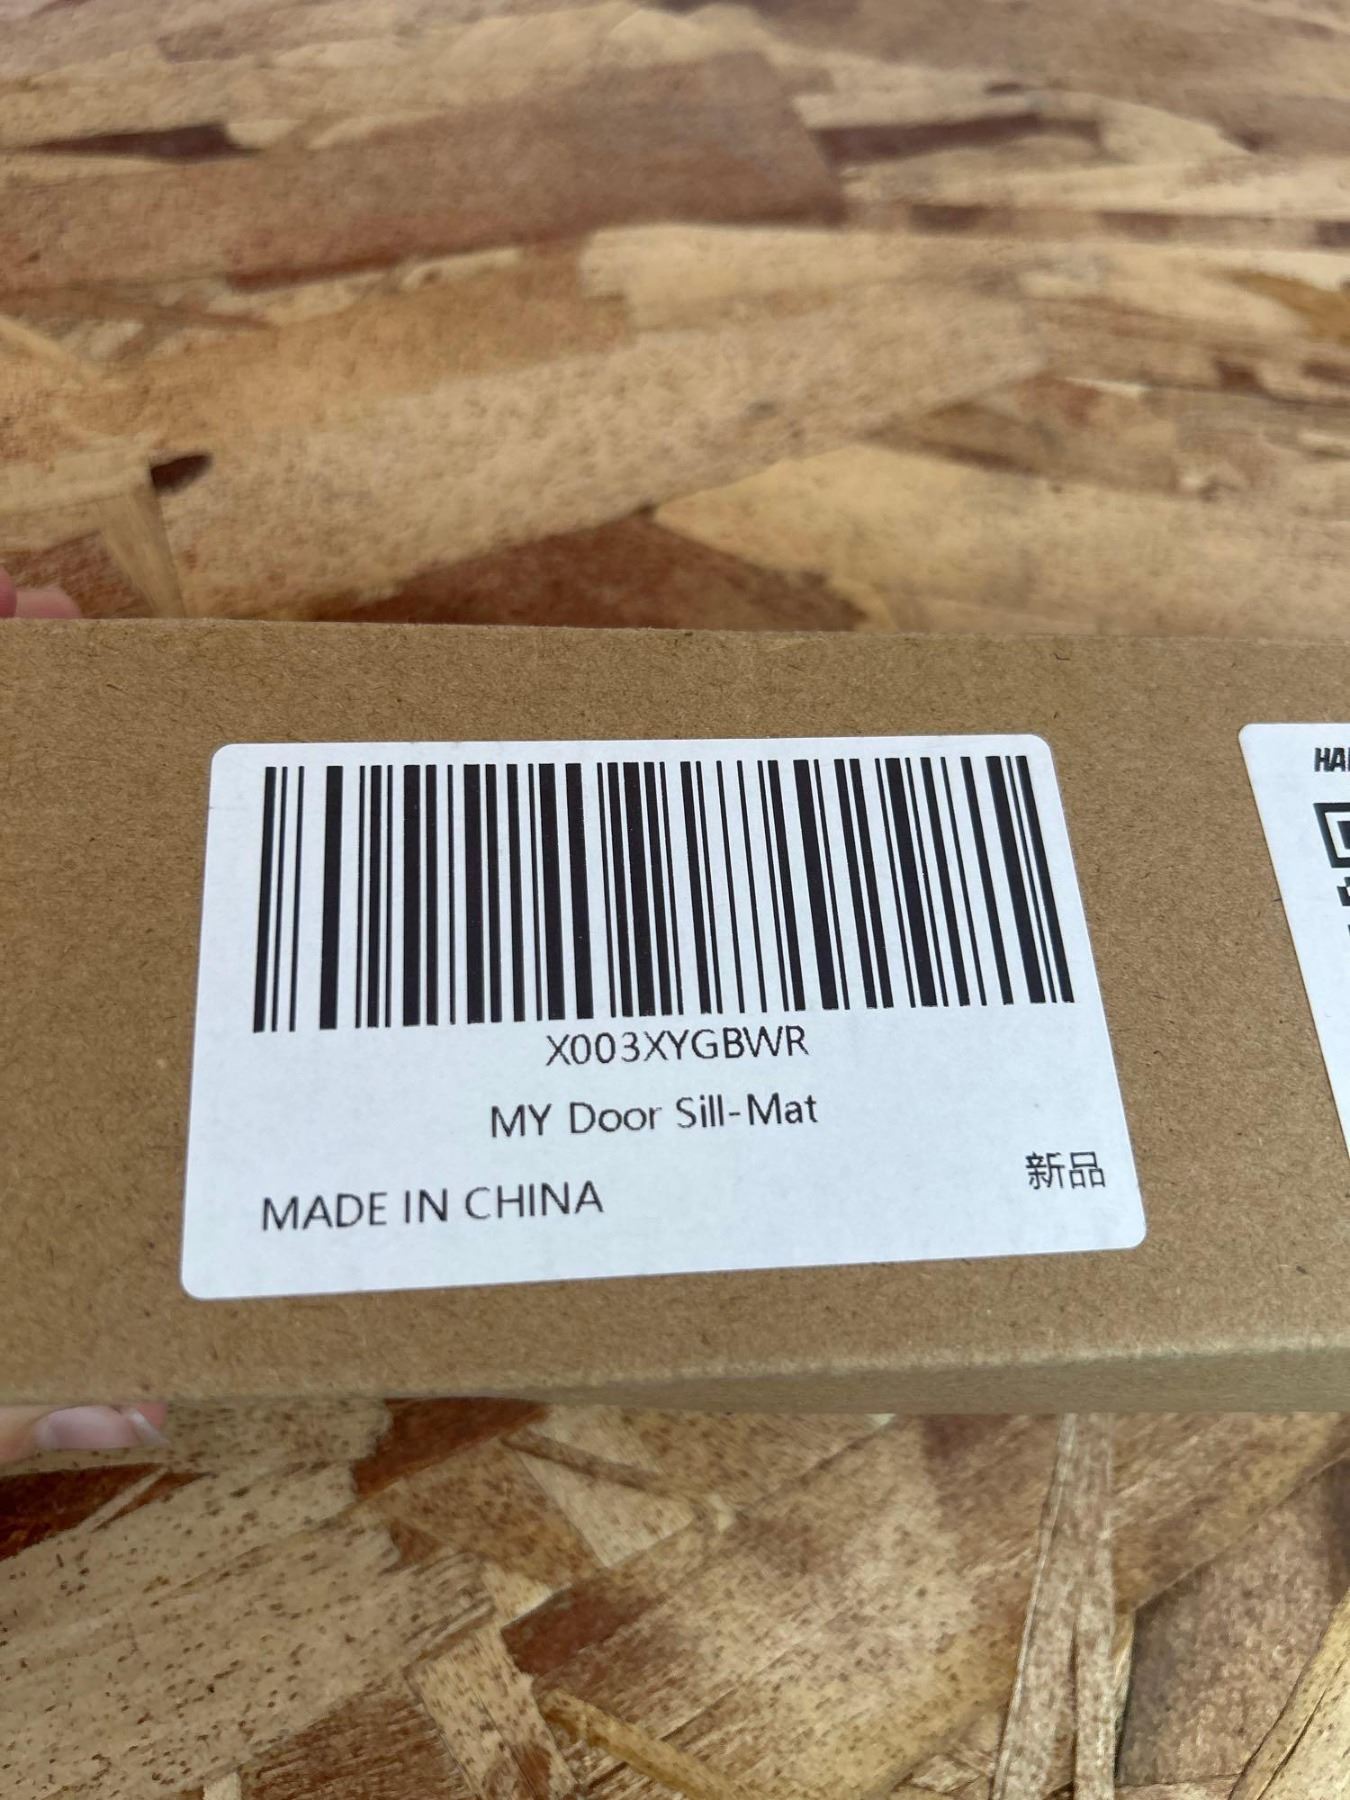 X003XYGBWR
MY Door Sill-Mat
新品
MADE IN CHINA